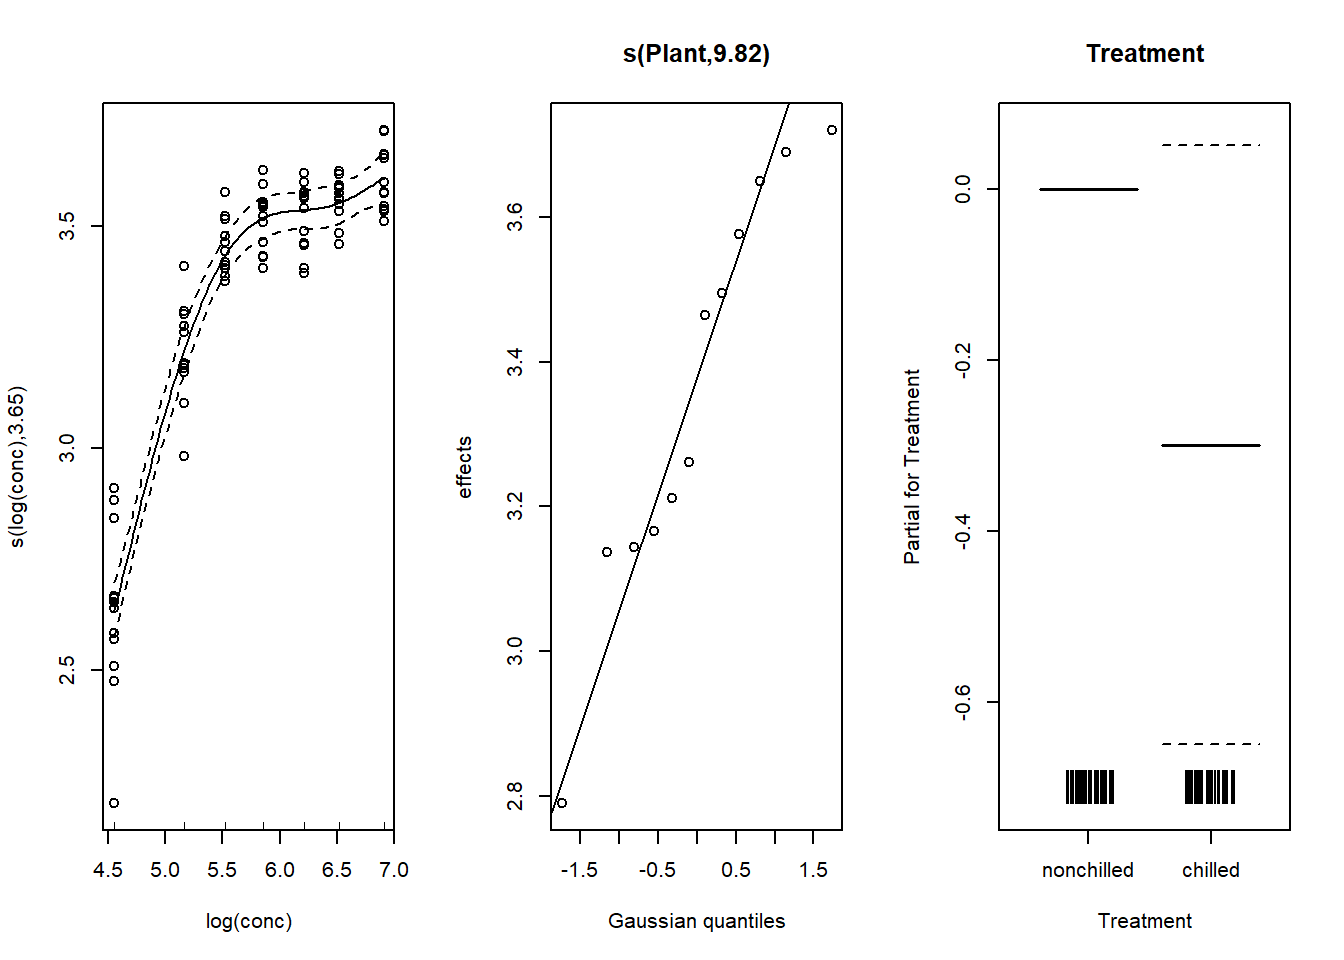 s(log(conc),3.65)
3.5
3.0
2.5
4.5 5.0 5.5 6.0 6.5 7.0
log(conc)
s(Plant,9.82)
effects
3.6
3.4
3.2
3.0
2.8
-1.5 -0.5 0.5 1.5
Gaussian quantiles
Treatment
Partial for Treatment
0.0
-0.2
-0.4
-0.6
nonchilled chilled
Treatment